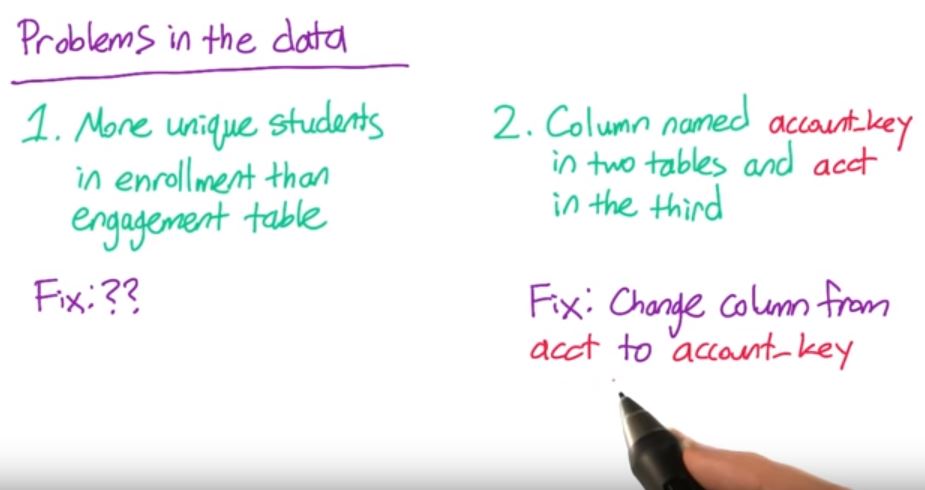 Problems in the data
1. More unique students
in enrollment than
engagement table
Fix: ??
2. Column named account_key
in two tables and acct
in the third
Fix: Change column from
acct to account_key